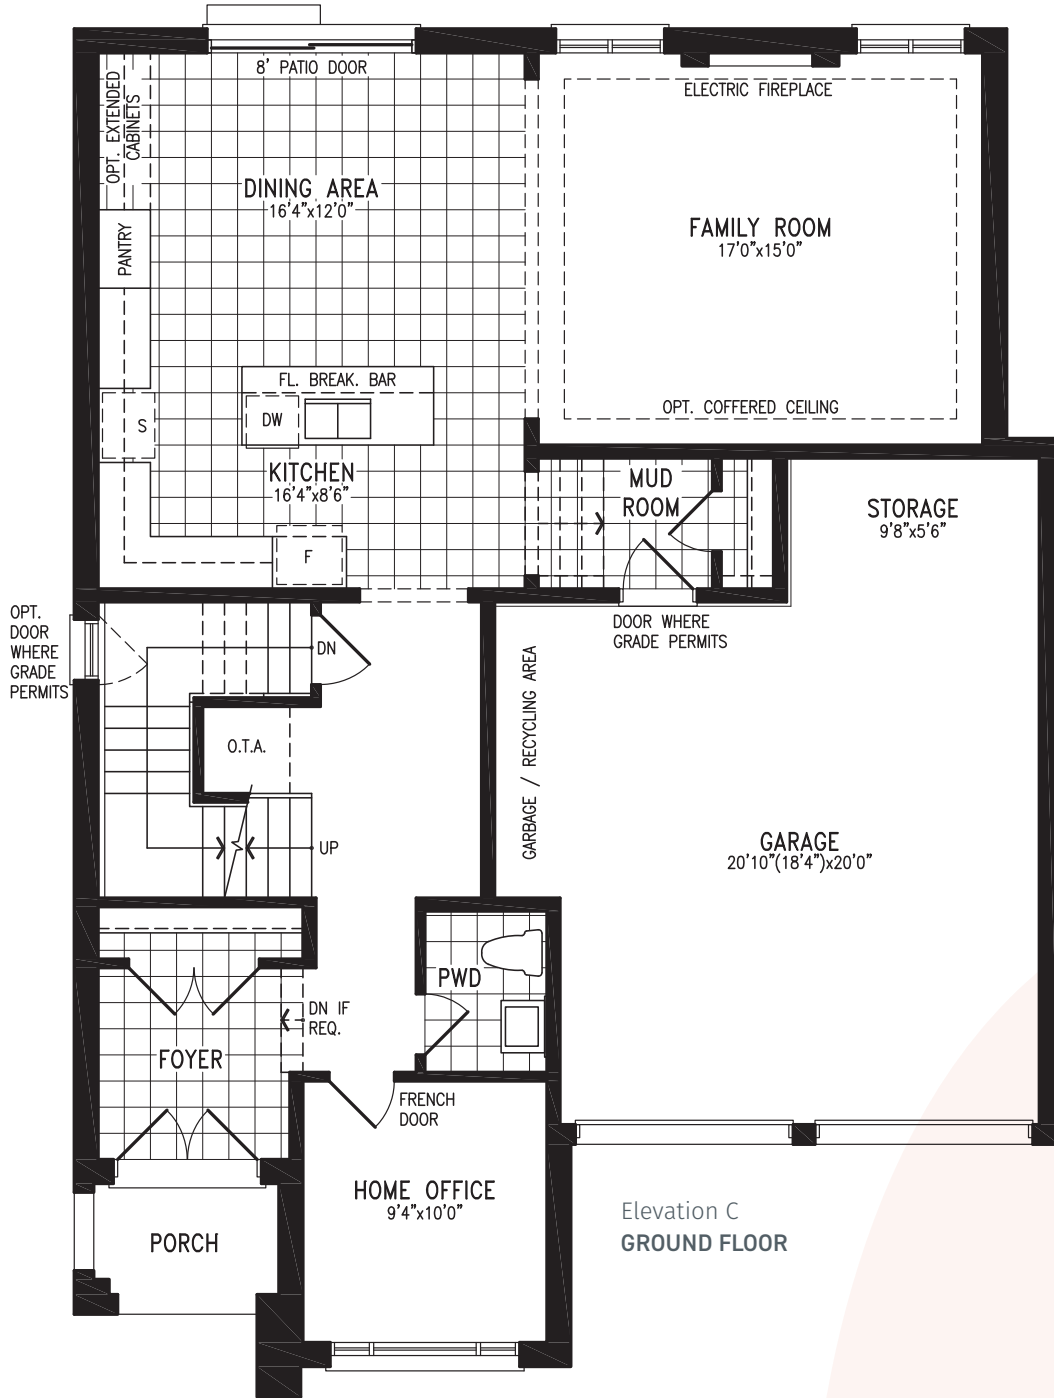 8' PATIO DOOR
OPT. EXTENDED
CABINETS
ELECTRIC FIREPLACE
DINING AREA
16'4"x12'0"
FAMILY ROOM
17'0"x15'0"
PANTRY
FL. BREAK. BAR
DW
S
OPT. COFFERED CEILING
KITCHEN
16'4"x8'6"
F
MUD
ROOM
STORAGE
9'8"x5'6"
OPT.
DOOR
WHERE
GRADE
PERMITS
DN
DOOR WHERE
GRADE PERMITS
GARBAGE / RECYCLING AREA
O.T.A.
UP
GARAGE
20'10"(18'4")x20'0"
PWD
DN IF
REQ.
FOYER
FRENCH
DOOR
HOME OFFICE
9'4"x10'0"
PORCH
Elevation C
GROUND FLOOR